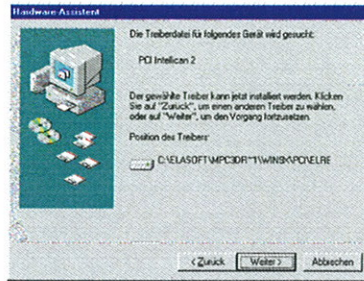 Hardware Assistent
Die Treiberdatei für folgendes Gerät wird gesucht:
PCI Intellican 2
Der gewählte Treiber kann jetzt installiert werden. Klicken
Sie auf "Zurück", um einen anderen Treiber zu wählen,
oder auf "Weiter", um den Vorgang fortzusetzen.
Position des Treibers:
C:\ELASOFT\MPC3DR~1\WIN9X\PCI\ELRE
< Zurück
Weiter >
Abbrechen